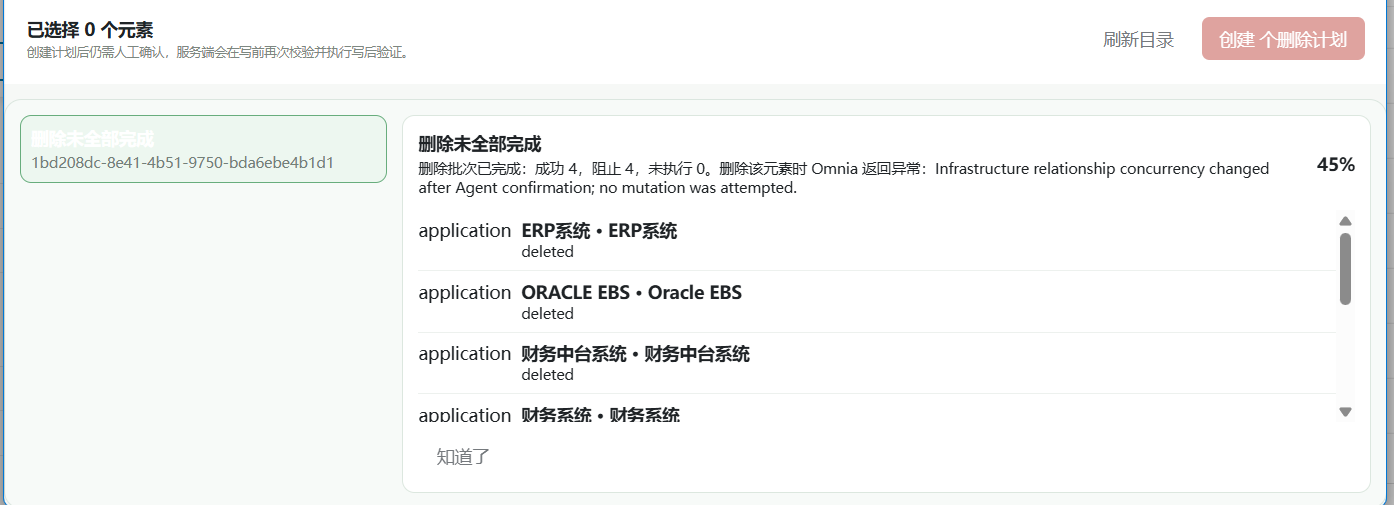 已选择 0 个元素
创建计划后仍需人工确认，服务端会在写前再次校验并执行写后验证。
刷新目录
创建 个删除计划
删除未全部完成
1bd208dc-8e41-4b51-9750-bda6ebe4b1d1
删除未全部完成
删除批次已完成：成功 4，阻止 4，未执行 0。删除该元素时 Omnia 返回异常：Infrastructure relationship concurrency changed
after Agent confirmation; no mutation was attempted.
45%
application ERP系统 • ERP系统
deleted
application ORACLE EBS • Oracle EBS
deleted
application 财务中台系统 • 财务中台系统
deleted
application 财务系统 • 财务系统
知道了